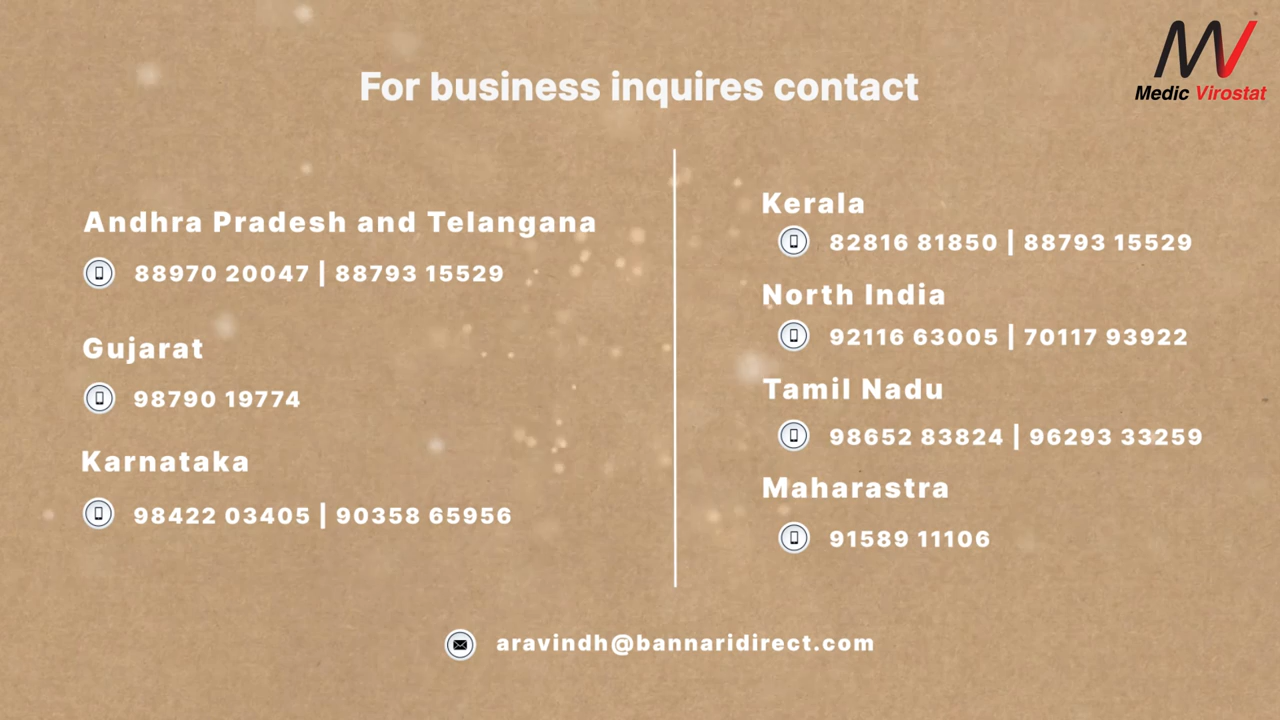 Medic Virostat
For business inquires contact
Andhra Pradesh and Telangana
88970 20047 | 88793 15529
Gujarat
98790 19774
Karnataka
98422 03405 | 90358 65956
Kerala
82816 81850 | 88793 15529
North India
92116 63005 | 70117 93922
Tamil Nadu
98652 83824 | 96293 33259
Maharastra
91589 11106
aravindh@bannaridirect.com